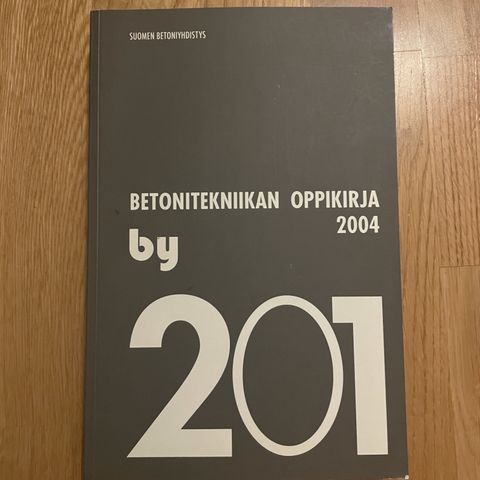 SUOMEN BETONIYHDISTYS
BETONITEKNIIKAN OPPIKIRJA
2004
by
201